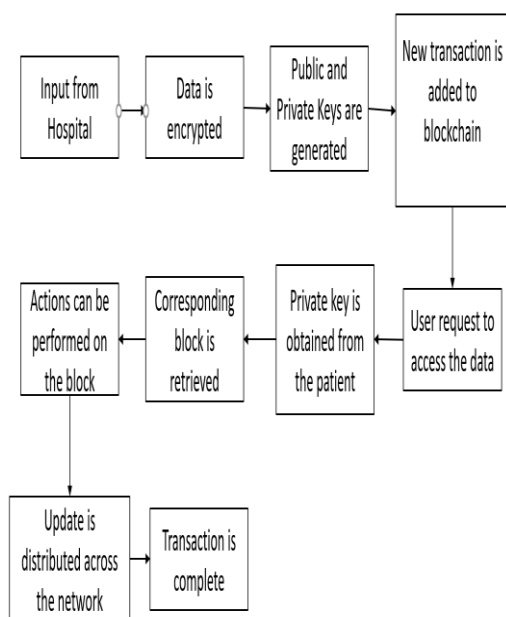 Input from
Hospital
Data is
encrypted
Public and
Private Keys are
generated
New transaction is
added to
blockchain
User request to
access the data
Private key is
obtained from
the patient
Corresponding
block is
retrieved
Actions can be
performed on
the block
Update is
distributed across
the network
Transaction is
complete